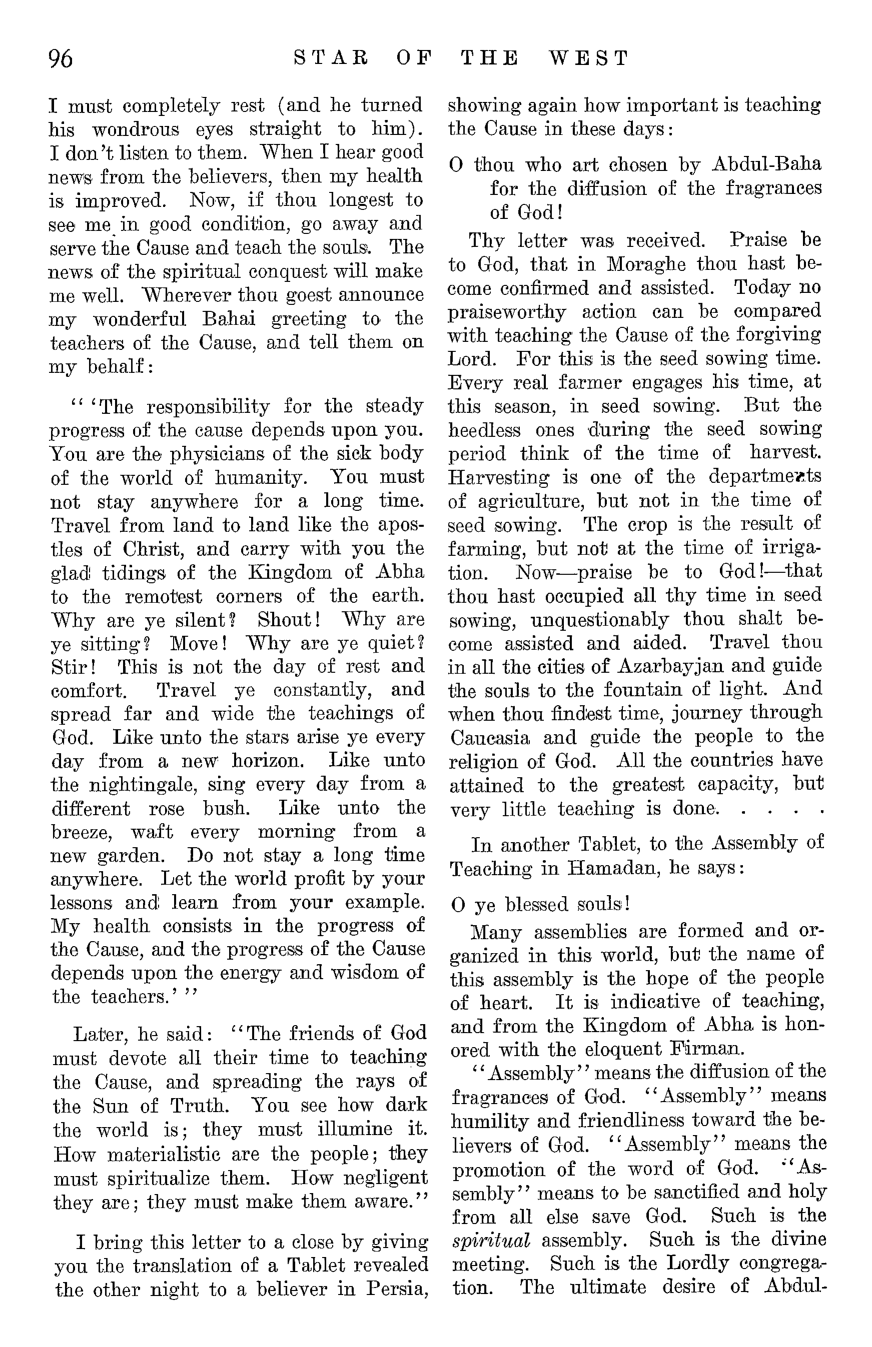 96 STAR OF THE WEST
I must completely rest (and he turned
his wondrous eyes straight to him).
I don't listen to them. When I hear good
news from the believers, then my health
is improved. Now, if thou longest to
see me in good condition, go away and
serve the Cause and teach the souls. The
news of the spiritual conquest will make
me well. Wherever thou goest announce
my wonderful Bahai greeting to the
teachers of the Cause, and tell them on
my behalf:
"'The responsibility for the steady
progress of the cause depends upon you.
You are the physicians of the sick body
of the world of humanity. You must
not stay anywhere for a long time.
Travel from land to land like the apos-
tles of Christ, and carry with you the
glad tidings of the Kingdom of Abha
to the remotest corners of the earth.
Why are ye silent? Shout! Why are
ye sitting? Move! Why are ye quiet?
Stir! This is not the day of rest and
comfort. Travel ye constantly, and
spread far and wide the teachings of
God. Like unto the stars arise ye every
day from a new horizon. Like unto
the nightingale, sing every day from a
different rose bush. Like unto the
breeze, waft every morning from a
new garden. Do not stay a long time
anywhere. Let the world profit by your
lessons and learn from your example.
My health consists in the progress of
the Cause, and the progress of the Cause
depends upon the energy and wisdom of
the teachers.'"
Later, he said: "The friends of God
must devote all their time to teaching
the Cause, and spreading the rays of
the Sun of Truth. You see how dark
the world is; they must illumine it.
How materialistic are the people; they
must spiritualize them. How negligent
they are; they must make them aware."
I bring this letter to a close by giving
you the translation of a Tablet revealed
the other night to a believer in Persia,
showing again how important is teaching
the Cause in these days:
O thou who art chosen by Abdul-Baha
for the diffusion of the fragrances
of God!
Thy letter was received. Praise be
to God, that in Moraghe thou hast be-
come confirmed and assisted. Today no
praiseworthy action can be compared
with teaching the Cause of the forgiving
Lord. For this is the seed sowing time.
Every real farmer engages his time, at
this season, in seed sowing. But the
heedless ones during the seed sowing
period think of the time of harvest.
Harvesting is one of the departments
of agriculture, but not in the time of
seed sowing. The crop is the result of
farming, but not at the time of irriga-
tion. Now—praise be to God!—that
thou hast occupied all thy time in seed
sowing, unquestionably thou shalt be-
come assisted and aided. Travel thou
in all the cities of Azarbayjan and guide
the souls to the fountain of light. And
when thou findest time, journey through
Caucasia and guide the people to the
religion of God. All the countries have
attained to the greatest capacity, but
very little teaching is done. . . . .
In another Tablet, to the Assembly of
Teaching in Hamadan, he says:
O ye blessed souls!
Many assemblies are formed and or-
ganized in this world, but the name of
this assembly is the hope of the people
of heart. It is indicative of teaching,
and from the Kingdom of Abha is hon-
ored with the eloquent Firman.
"Assembly" means the diffusion of the
fragrances of God. "Assembly" means
humility and friendliness toward the be-
lievers of God. "Assembly" means the
promotion of the word of God. "As-
sembly" means to be sanctified and holy
from all else save God. Such is the
spiritual assembly. Such is the divine
meeting. Such is the Lordly congrega-
tion. The ultimate desire of Abdul-